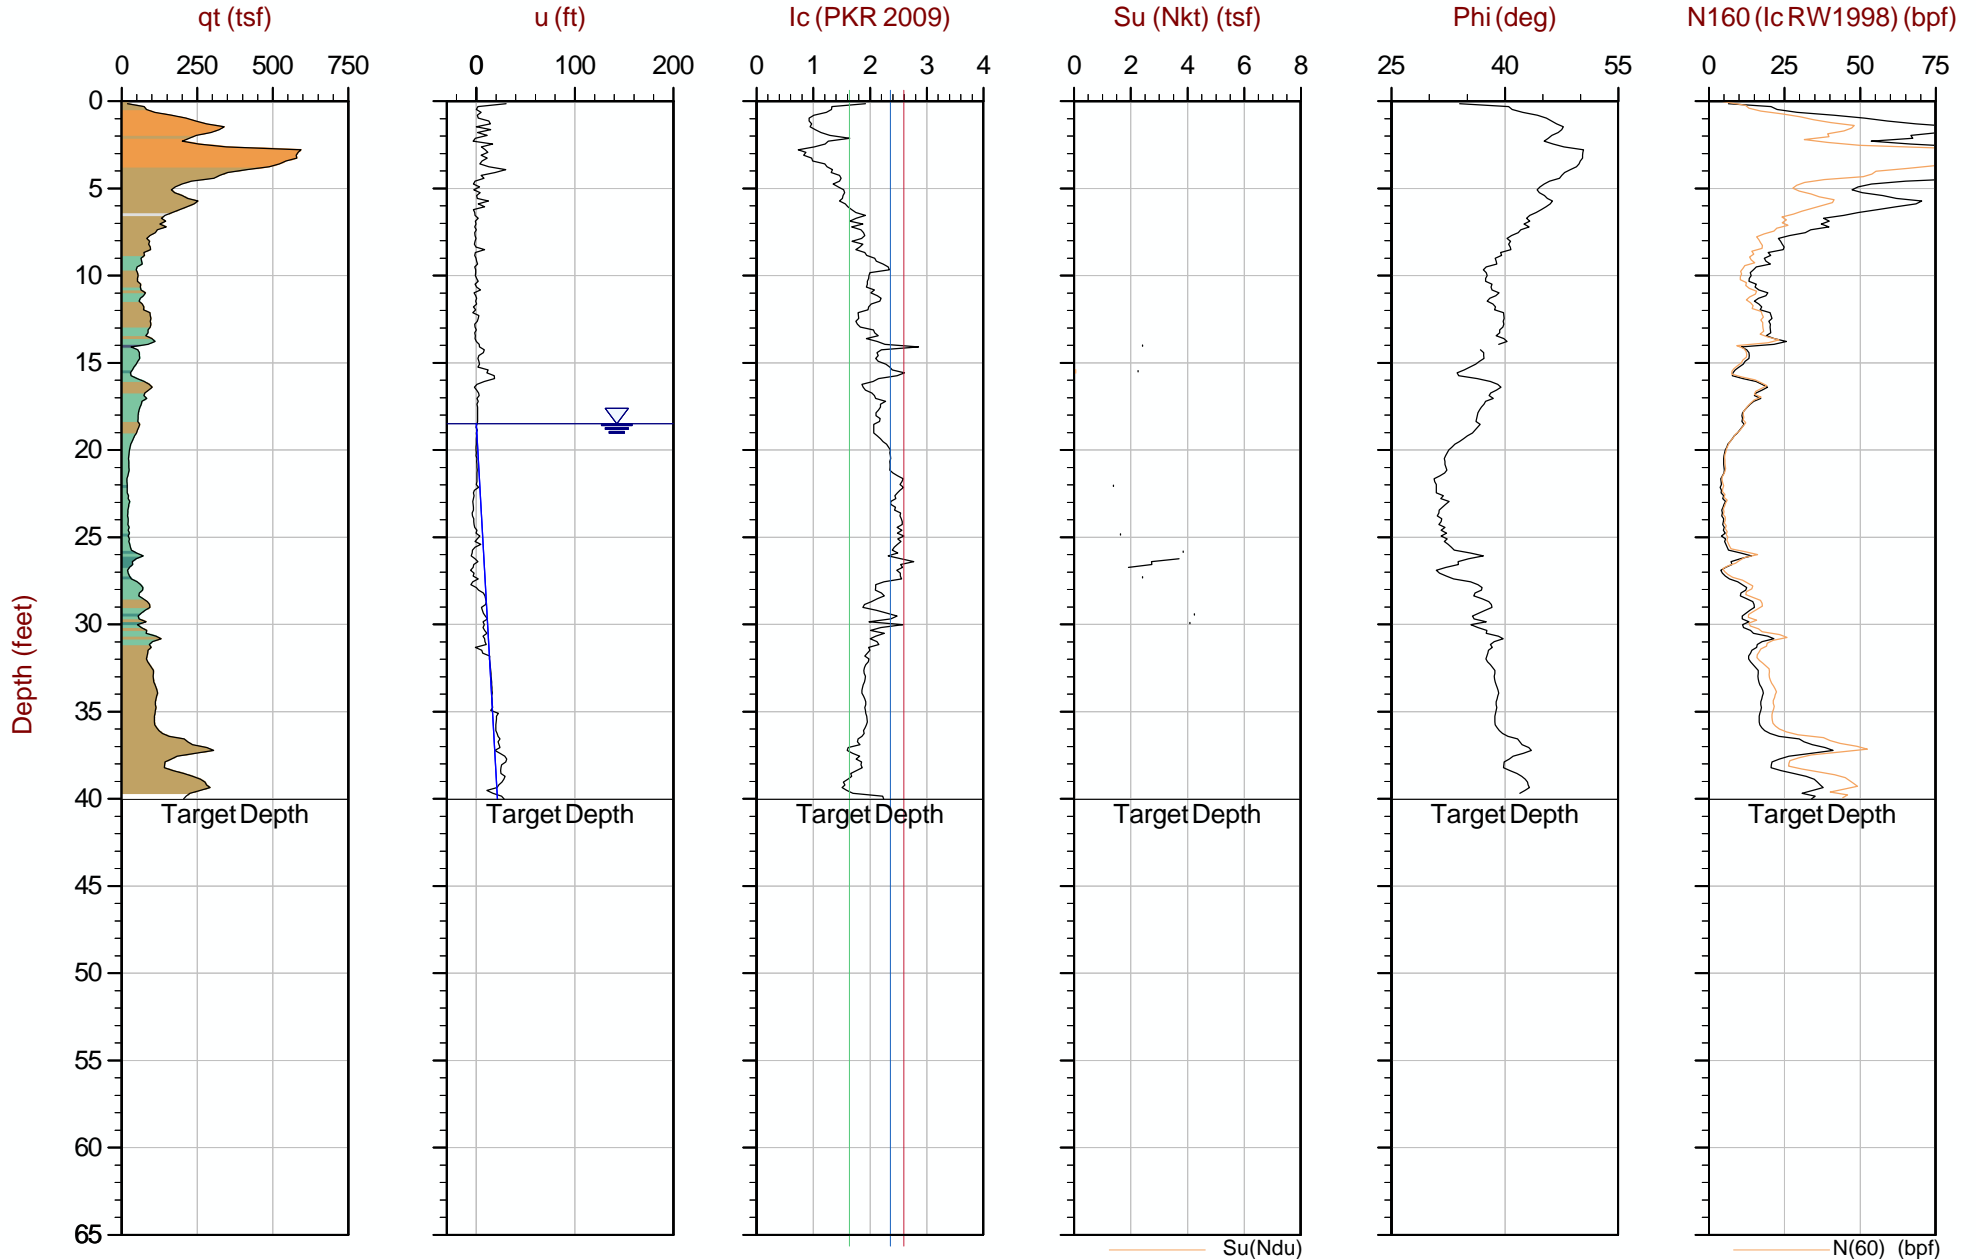 qt (tsf) u (ft) Ic (PKR 2009) Su (Nkt) (tsf) Phi (deg) N160 (Ic RW1998) (bpf)
0 250 500 750 0 100 200 0 1 2 3 4 0 2 4 6 8 25 40 55 0 25 50 75
0
5
10
15
20
25
30
35
40
Target Depth Target Depth Target Depth Target Depth Target Depth Target Depth
45
50
55
60
65
Depth (feet)
Su(Ndu) N(60) (bpf)